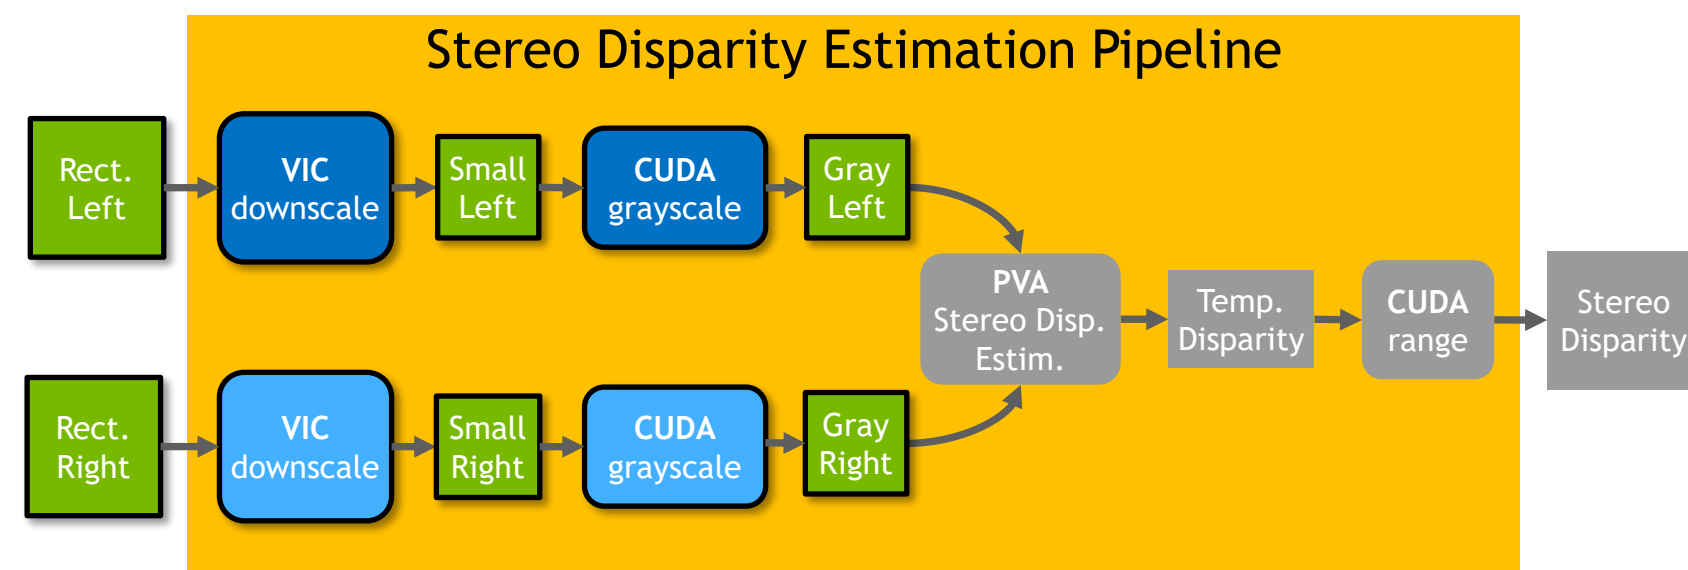 Stereo Disparity Estimation Pipeline
Rect.
Left
VIC
downscale
Small
Left
CUDA
grayscale
Gray
Left
PVA
Stereo Disp.
Estim.
Temp.
Disparity
CUDA
range
Stereo
Disparity
Rect.
Right
VIC
downscale
Small
Right
CUDA
grayscale
Gray
Right